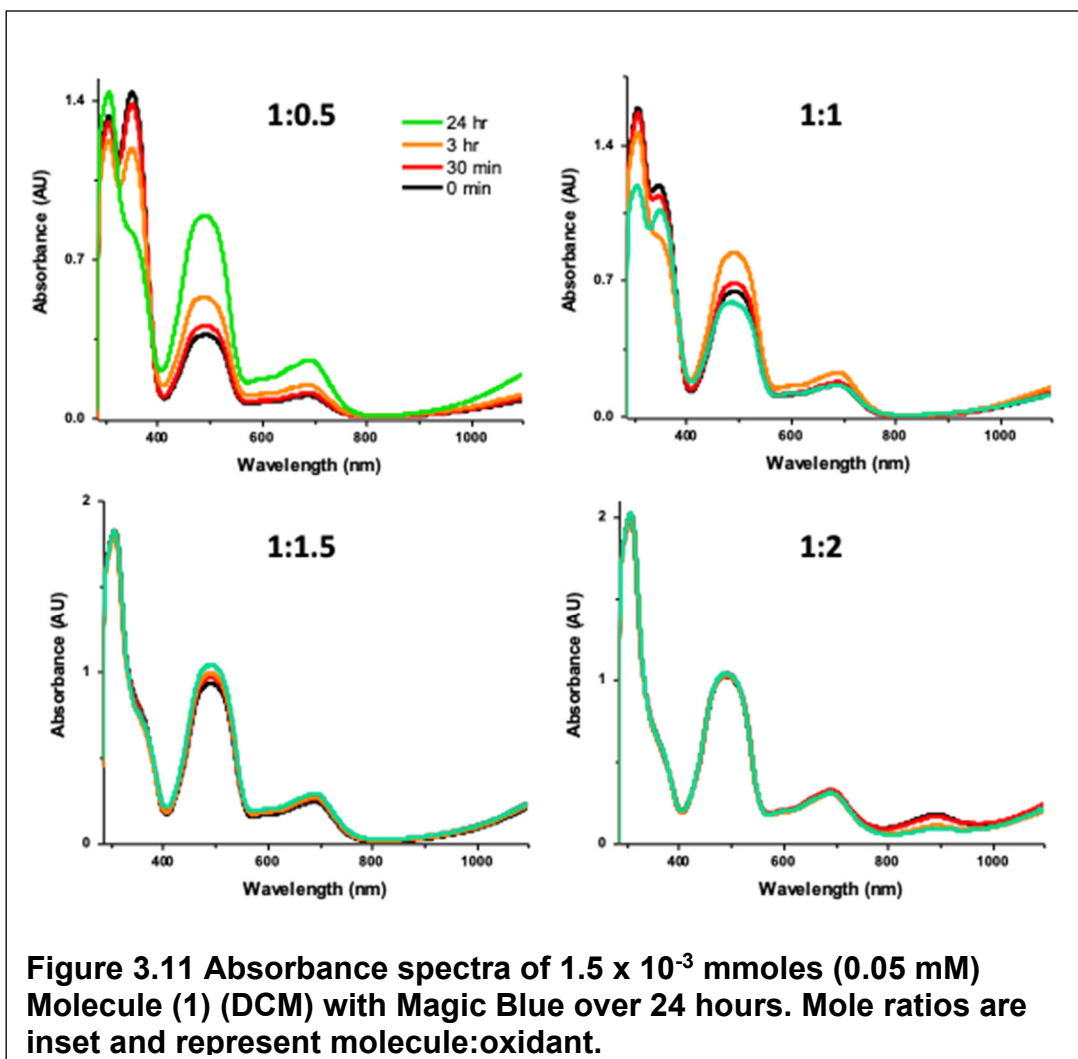 1:0.5
24 hr
3 hr
30 min
0 min
1.4
0.7
0.0
Absorbance (AU)
400 600 800 1000
Wavelength (nm)
1:1
1.4
0.7
0.0
Absorbance (AU)
400 600 800 1000
Wavelength (nm)
1:1.5
2
1
0
Absorbance (AU)
400 600 800 1000
Wavelength (nm)
1:2
2
1
0
Absorbance (AU)
400 600 800 1000
Wavelength (nm)
Figure 3.11 Absorbance spectra of 1.5 x 10⁻³ mmoles (0.05 mM)
Molecule (1) (DCM) with Magic Blue over 24 hours. Mole ratios are
inset and represent molecule:oxidant.